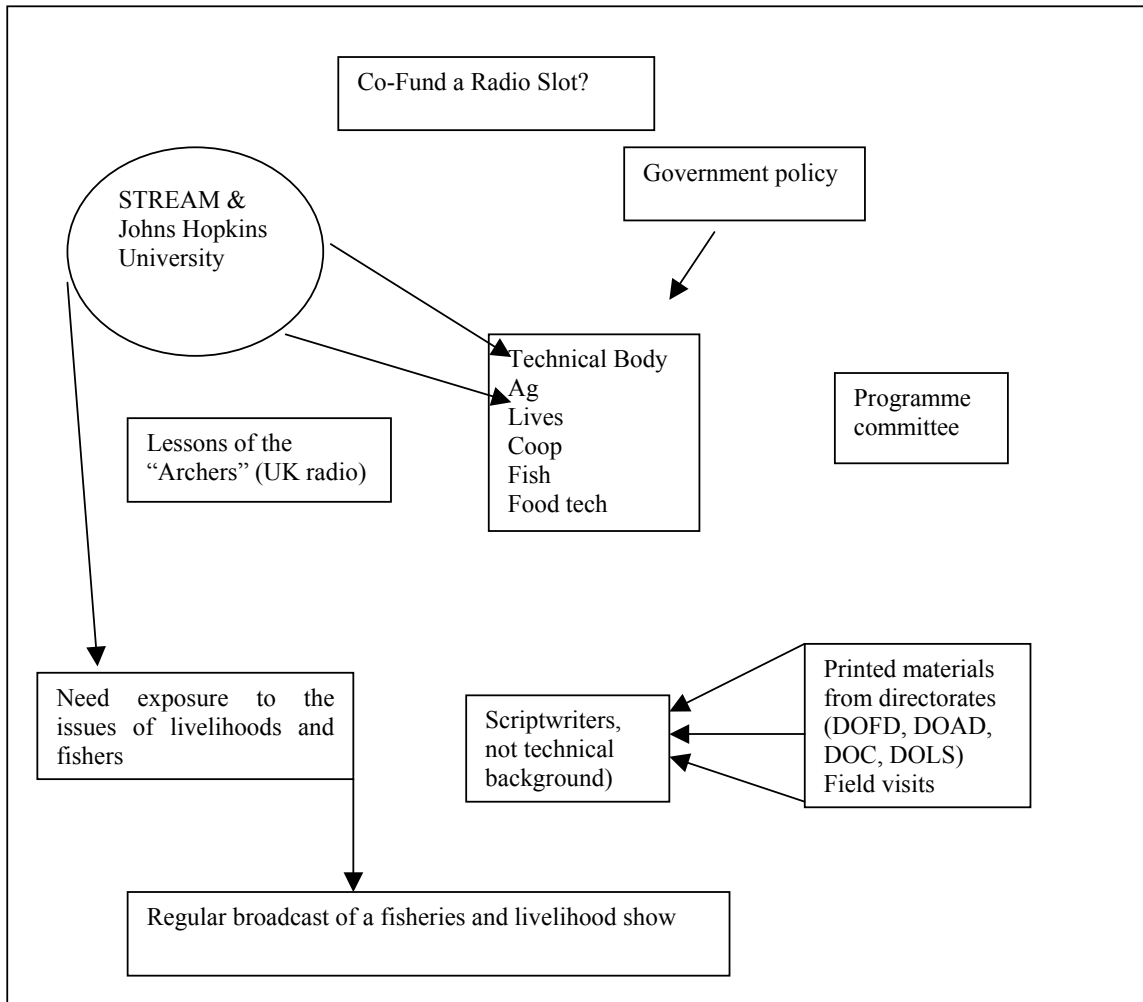 Co-Fund a Radio Slot?
Government policy
STREAM &
Johns Hopkins
University
Technical Body
Ag
Lives
Coop
Fish
Food tech
Programme
committee
Lessons of the
“Archers” (UK radio)
Need exposure to the
issues of livelihoods and
fishers
Scriptwriters,
not technical
background)
Printed materials
from directorates
(DOFD, DOAD,
DOC, DOLS)
Field visits
Regular broadcast of a fisheries and livelihood show